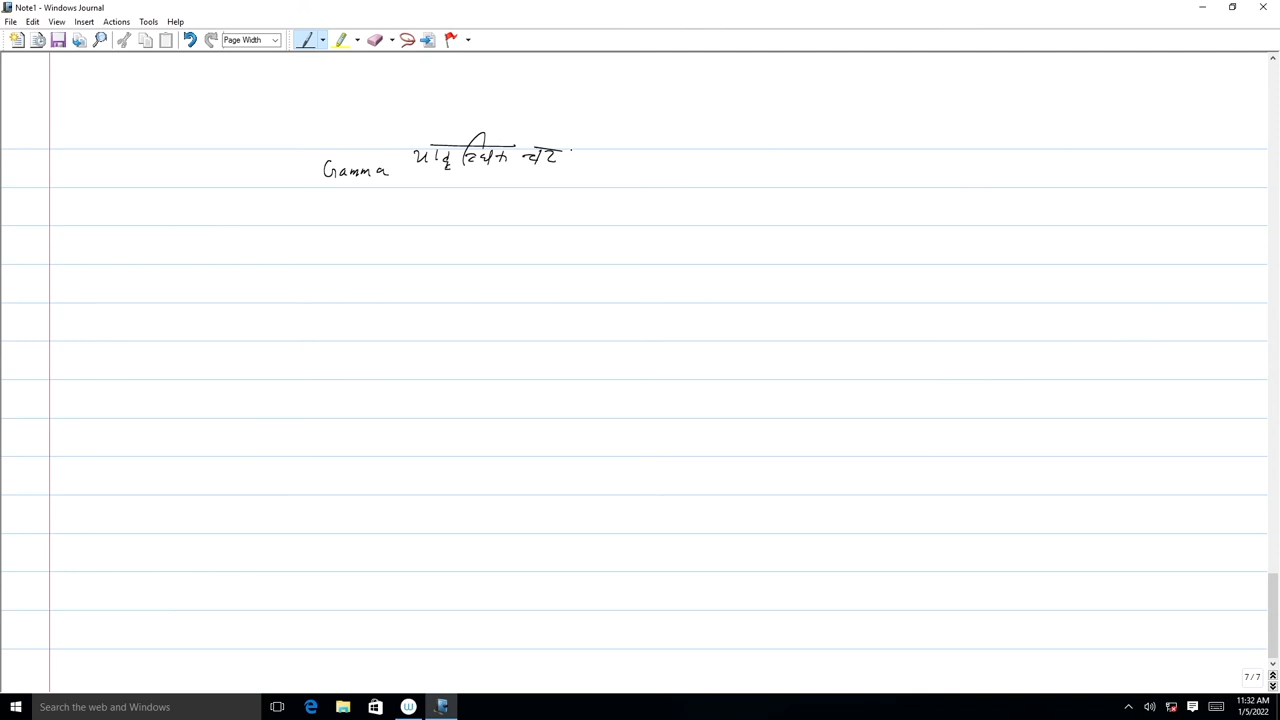 Note1 - Windows Journal
File Edit View Insert Actions Tools Help
Page Width
Gamma
7 / 7
Search the web and Windows
11:32 AM
1/5/2022